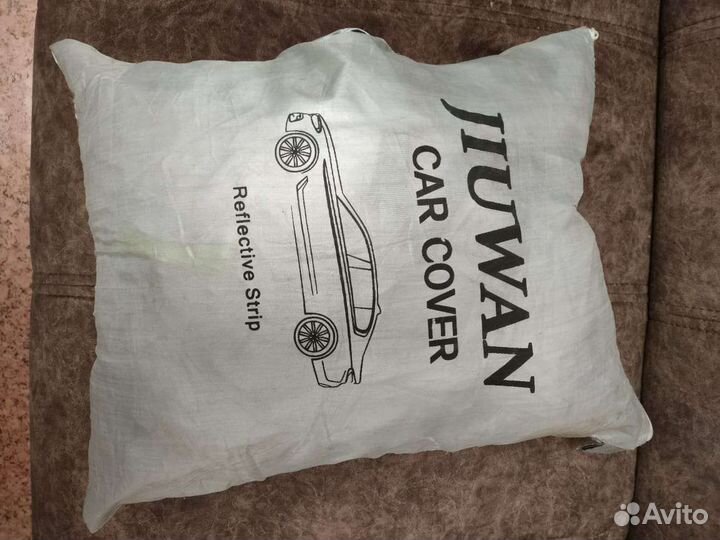 JIUWAN
CAR COVER
Reflective Strip
Avito